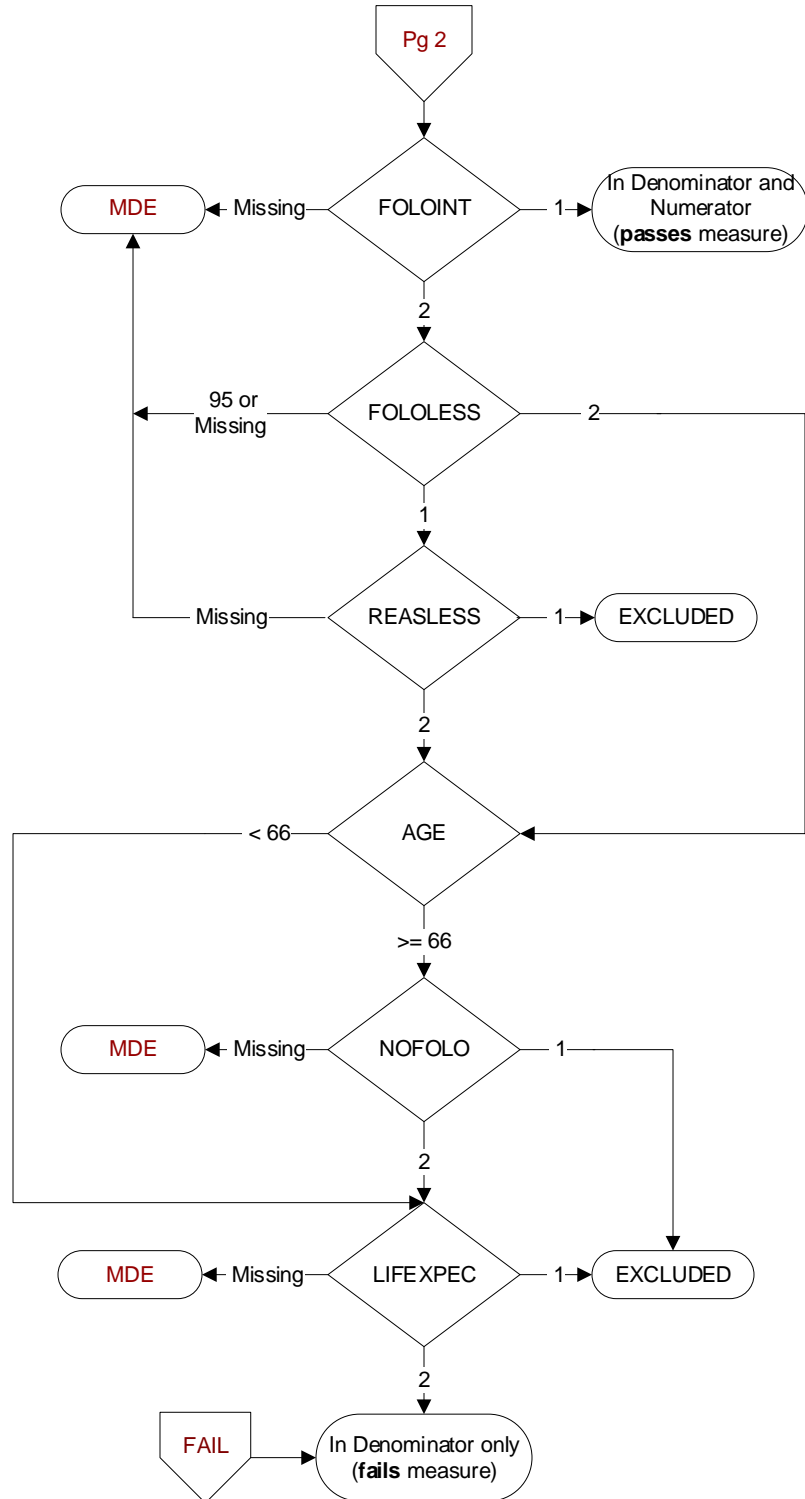 Pg 2
MDE
Missing
FOLOINT
1
In Denominator and
Numerator
(passes measure)
2
95 or
Missing
FOLOLESS
2
1
Missing
REASLESS
1
EXCLUDED
2
< 66
AGE
>= 66
MDE
Missing
NOFOLO
1
2
MDE
Missing
LIFEXPEC
1
EXCLUDED
2
FAIL
In Denominator only
(fails measure)